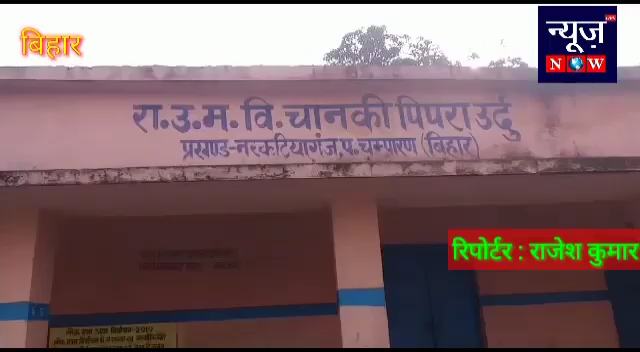 बिहार
न्यूज़
NOW
रा.उ.म.वि.चानकी पिपरा उर्दु
प्रखण्ड-नरकटियागंज,प.चम्पारण (बिहार)
रिपोर्टर : राजेश कुमार